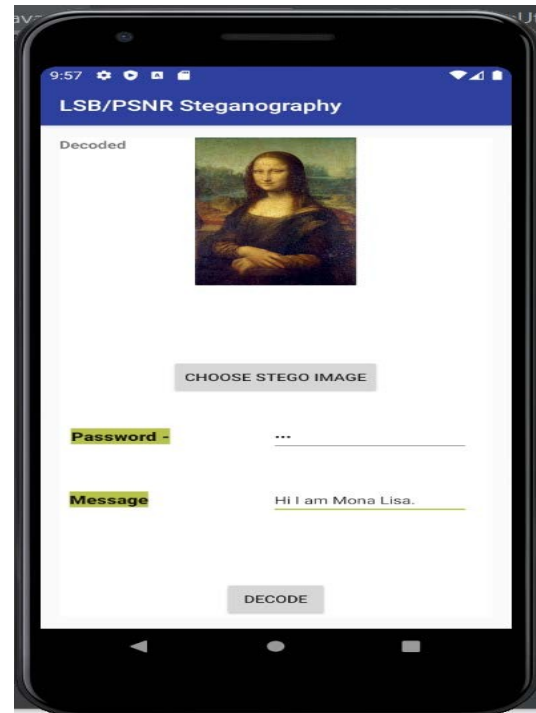 9:57
LSB/PSNR Steganography
Decoded
CHOOSE STEGO IMAGE
Password - •••
Message Hi I am Mona Lisa.
DECODE